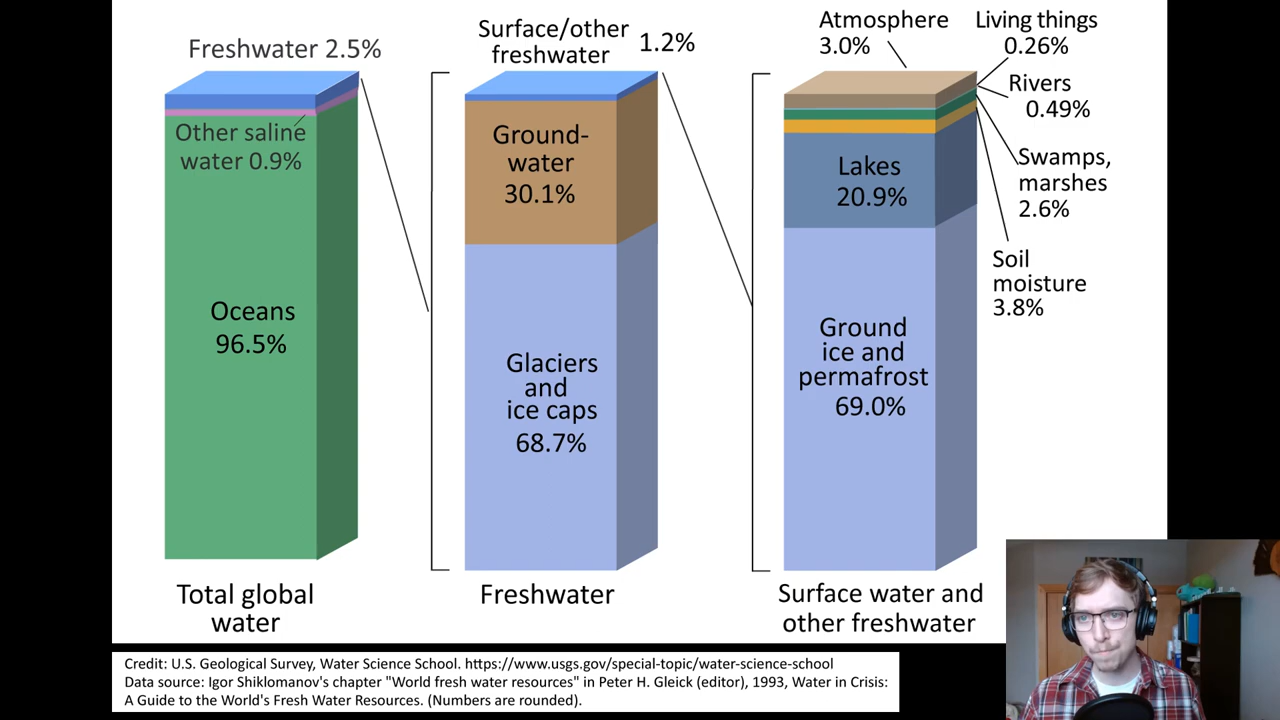 Freshwater 2.5%
Other saline
water 0.9%
Oceans
96.5%
Total global
water
Surface/other
freshwater
1.2%
Ground-
water
30.1%
Glaciers
and
ice caps
68.7%
Freshwater
Atmosphere
3.0%
Living things
0.26%
Rivers
0.49%
Swamps,
marshes
2.6%
Soil
moisture
3.8%
Lakes
20.9%
Ground
ice and
permafrost
69.0%
Surface water and
other freshwater
Credit: U.S. Geological Survey, Water Science School. https://www.usgs.gov/special-topic/water-science-school
Data source: Igor Shiklomanov's chapter "World fresh water resources" in Peter H. Gleick (editor), 1993, Water in Crisis:
A Guide to the World's Fresh Water Resources. (Numbers are rounded).